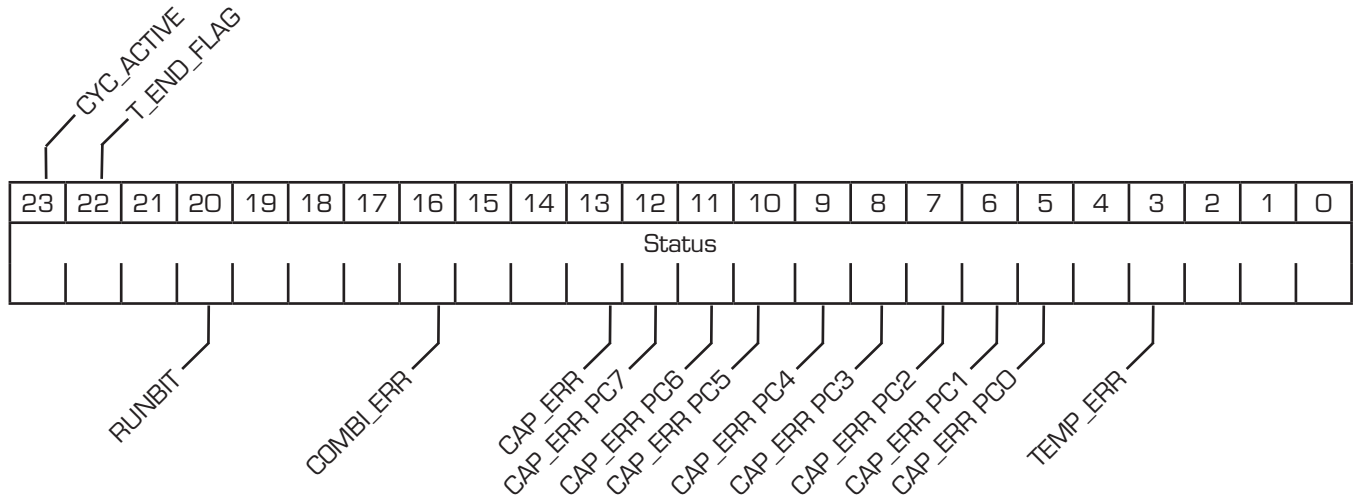 CYC_ACTIVE
T_END_FLAG
23 22 21 20 19 18 17 16 15 14 13 12 11 10 9 8 7 6 5 4 3 2 1 0
Status
RUNBIT
COMBI_ERR
CAP_ERR
CAP_ERR PC7
CAP_ERR PC6
CAP_ERR PC5
CAP_ERR PC4
CAP_ERR PC3
CAP_ERR PC2
CAP_ERR PC1
CAP_ERR PC0
TEMP_ERR